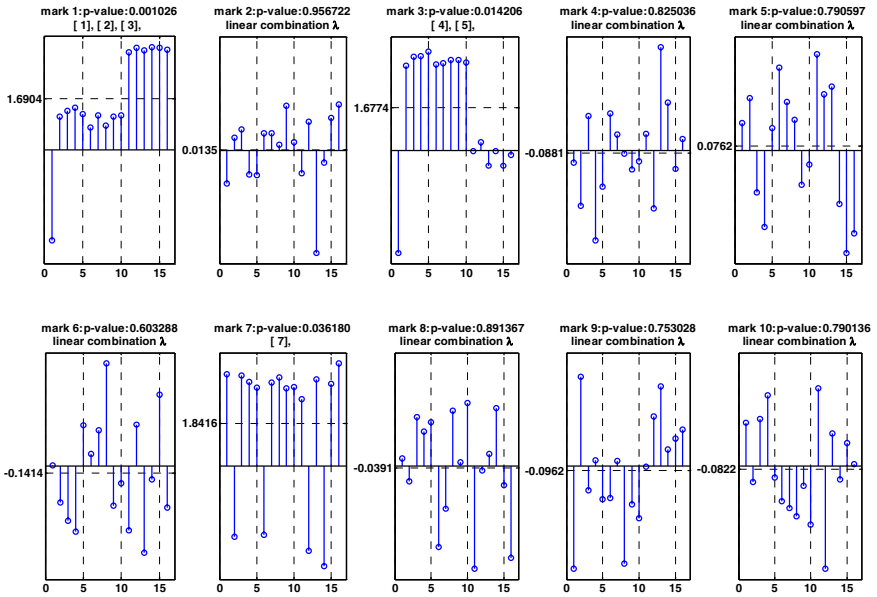 mark 1:p-value:0.001026
[ 1], [ 2], [ 3],
1.6904
0 5 10 15
mark 2:p-value:0.956722
linear combination λ
0.0135
0 5 10 15
mark 3:p-value:0.014206
[ 4], [ 5],
1.6774
0 5 10 15
mark 4:p-value:0.825036
linear combination λ
-0.0881
0 5 10 15
mark 5:p-value:0.790597
linear combination λ
0.0762
0 5 10 15
mark 6:p-value:0.603288
linear combination λ
-0.1414
0 5 10 15
mark 7:p-value:0.036180
[ 7],
1.8416
0 5 10 15
mark 8:p-value:0.891367
linear combination λ
-0.0391
0 5 10 15
mark 9:p-value:0.753028
linear combination λ
-0.0962
0 5 10 15
mark 10:p-value:0.790136
linear combination λ
-0.0822
0 5 10 15